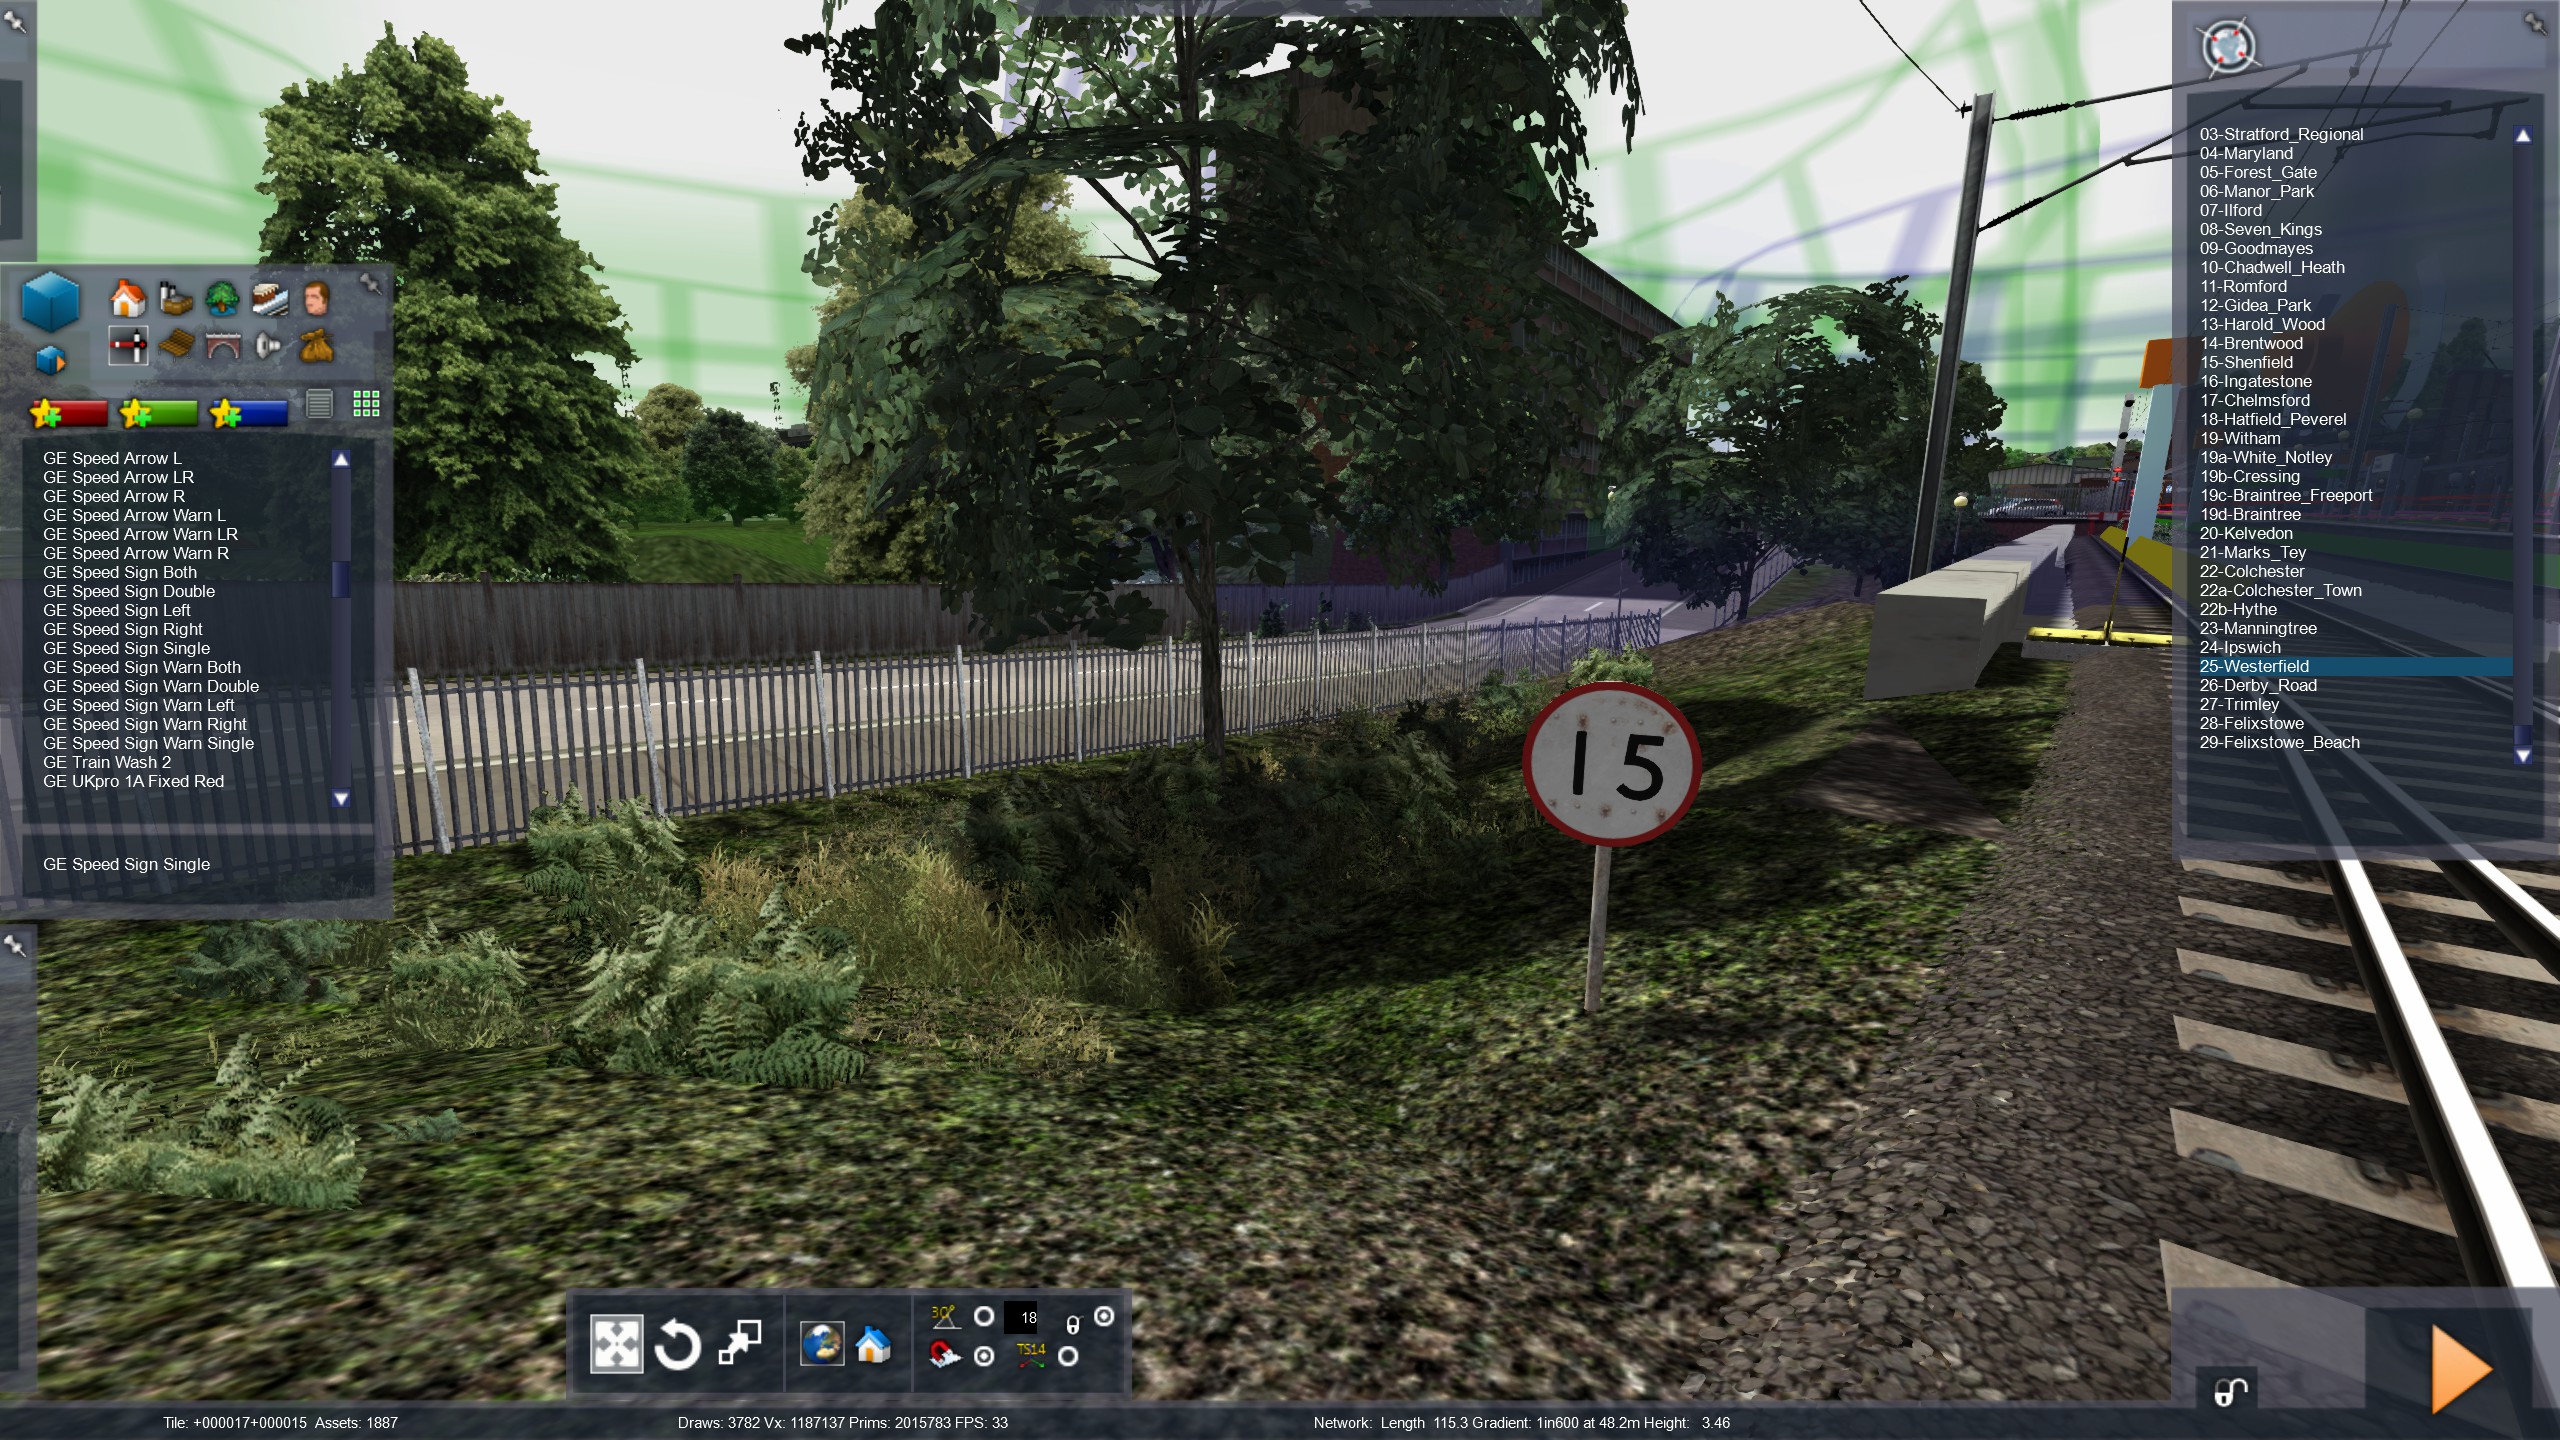 GE Speed Arrow L
GE Speed Arrow LR
GE Speed Arrow R
GE Speed Arrow Warn L
GE Speed Arrow Warn LR
GE Speed Arrow Warn R
GE Speed Sign Both
GE Speed Sign Double
GE Speed Sign Left
GE Speed Sign Right
GE Speed Sign Single
GE Speed Sign Warn Both
GE Speed Sign Warn Double
GE Speed Sign Warn Left
GE Speed Sign Warn Right
GE Speed Sign Warn Single
GE Train Wash 2
GE UKpro 1A Fixed Red
GE Speed Sign Single
15
03-Stratford_Regional
04-Maryland
05-Forest_Gate
06-Manor_Park
07-Ilford
08-Seven_Kings
09-Goodmayes
10-Chadwell_Heath
11-Romford
12-Gidea_Park
13-Harold_Wood
14-Brentwood
15-Shenfield
16-Ingatestone
17-Chelmsford
18-Hatfield_Peverel
19-Witham
19a-White_Notley
19b-Cressing
19c-Braintree_Freeport
19d-Braintree
20-Kelvedon
21-Marks_Tey
22-Colchester
22a-Colchester_Town
22b-Hythe
23-Manningtree
24-Ipswich
25-Westerfield
26-Derby_Road
27-Trimley
28-Felixstowe
29-Felixstowe_Beach
30°
18
TS14
Tile: +000017+000015 Assets: 1887
Draws: 3782 Vx: 1187137 Prims: 2015783 FPS: 33
Network: Length 115.3 Gradient: 1in600 at 48.2m Height: 3.46